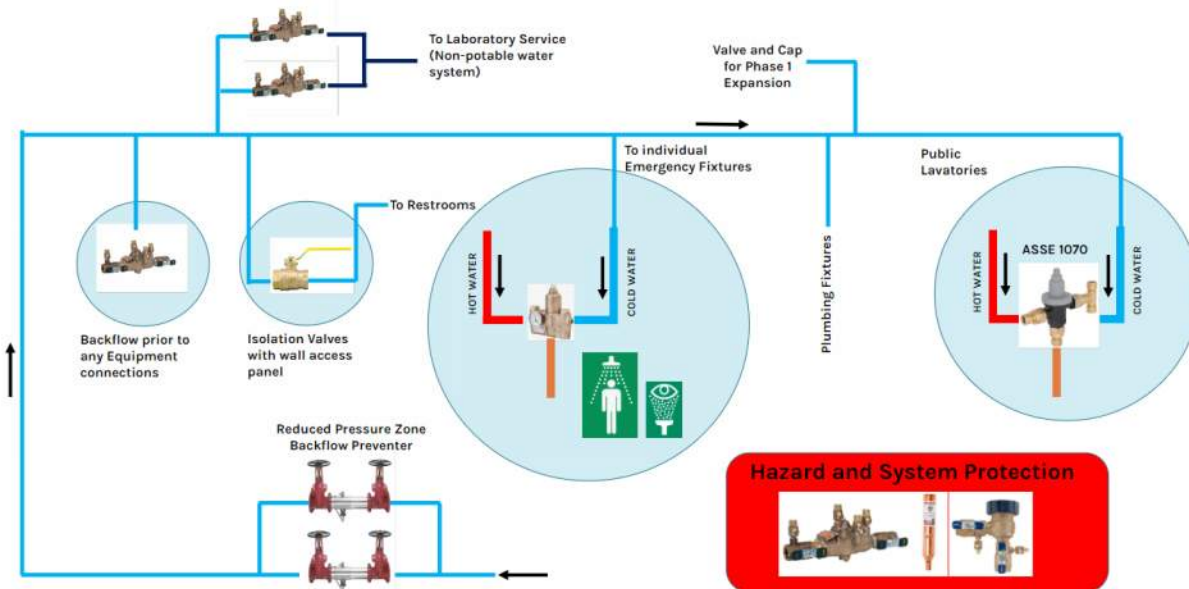 To Laboratory Service
(Non-potable water
system)
Valve and Cap
for Phase 1
Expansion
To individual
Emergency Fixtures
Public
Lavatories
To Restrooms
HOT WATER
COLD WATER
Plumbing Fixtures
HOT WATER
ASSE 1070
COLD WATER
Backflow prior to
any Equipment
connections
Isolation Valves
with wall access
panel
Reduced Pressure Zone
Backflow Preventer
Hazard and System Protection